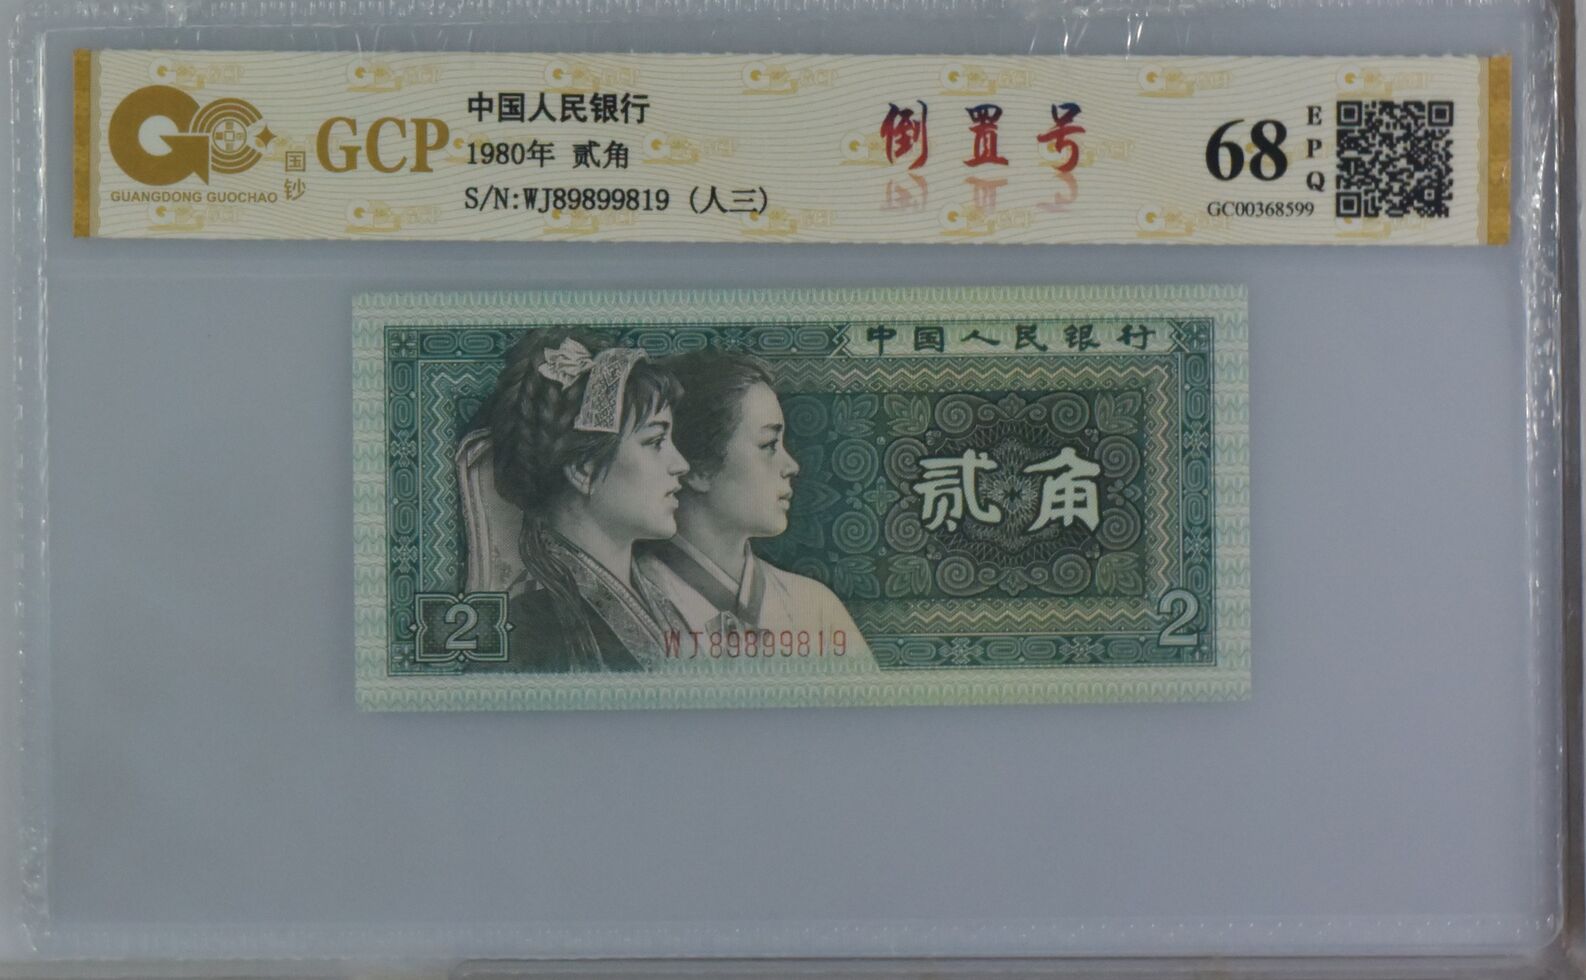 GCP
国钞
GUANGDONG GUOCHAO
中国人民银行
1980年 贰角
S/N:WJ89899819 (人三)
倒置号
68
EPQ
GC00368599
中国人民银行
贰角
2
2
WJ89899819